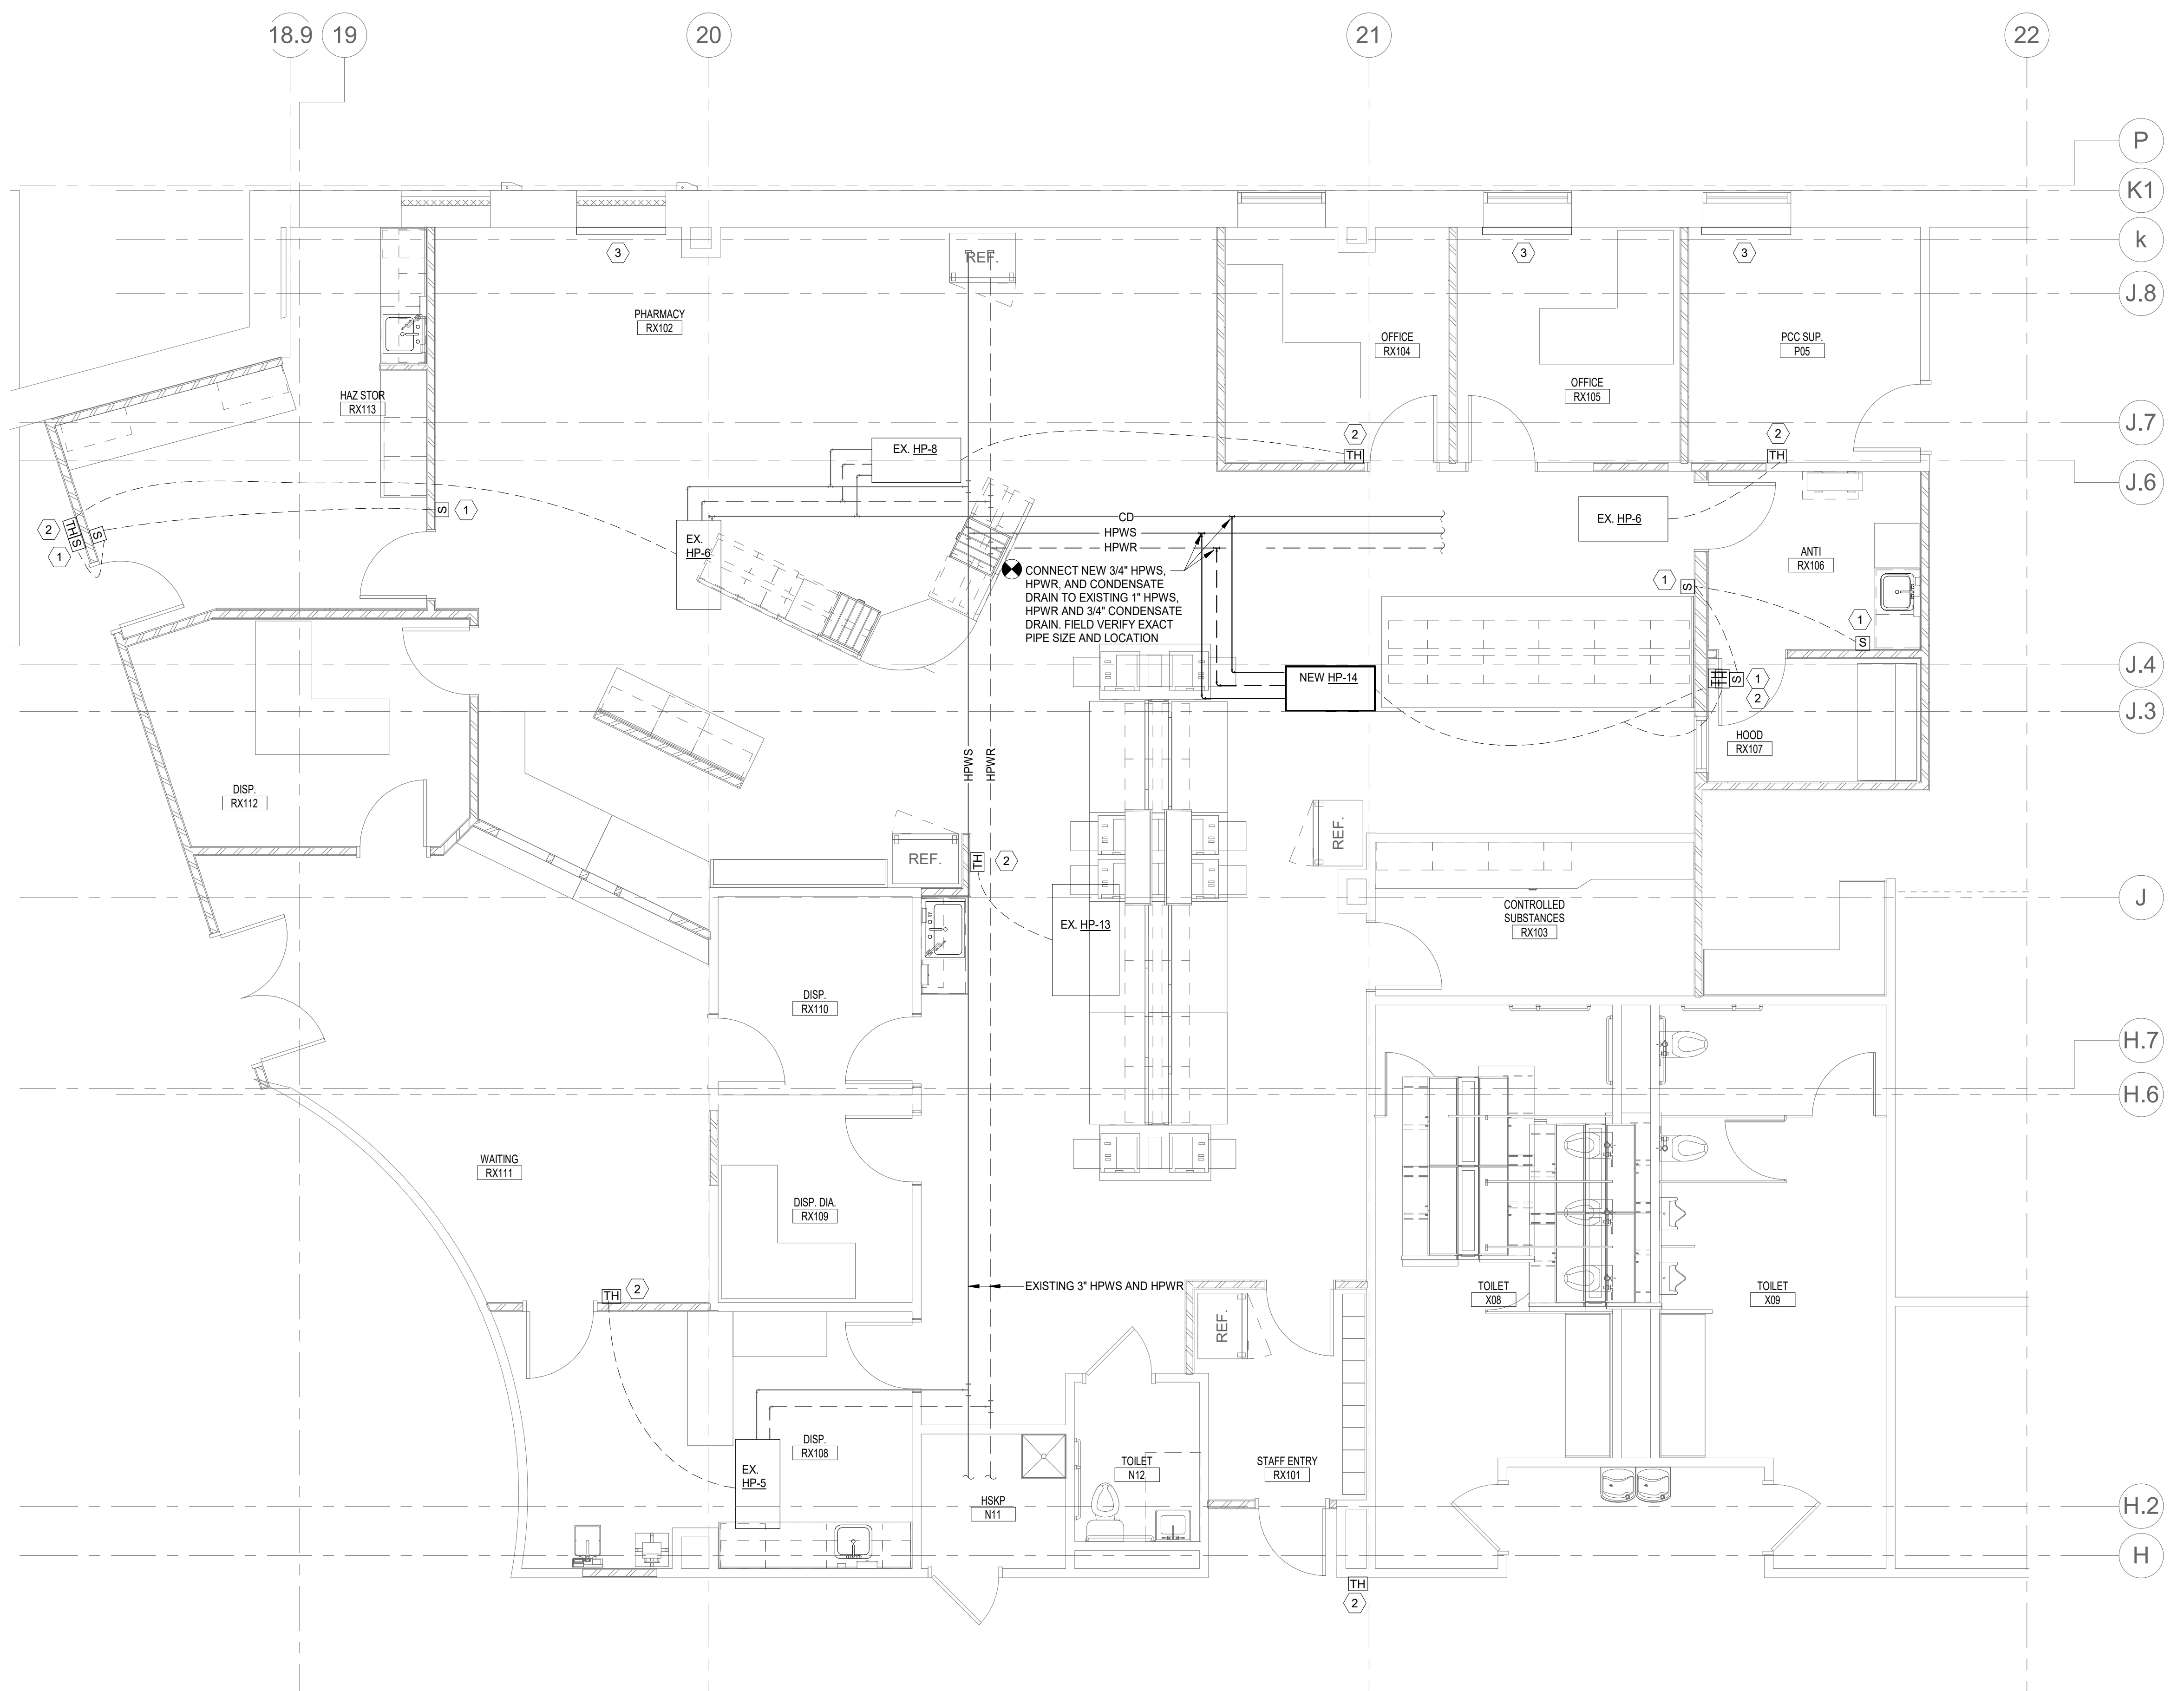 18.9
19
20
21
22
P
K1
k
J.8
J.7
J.6
J.4
J.3
J
H.7
H.6
H.2
H
REF.
3
3
3
PHARMACY
RX102
OFFICE
RX104
OFFICE
RX105
PCC SUP.
P05
HAZ STOR
RX113
EX. HP-8
2
TH
2
TH
S
1
2
TH
S
S
1
EX.
HP-6
CD
HPWS
HPWR
EX. HP-6
ANTI
RX106
CONNECT NEW 3/4" HPWS,
HPWR, AND CONDENSATE
DRAIN TO EXISTING 1" HPWS,
HPWR AND 3/4" CONDENSATE
DRAIN. FIELD VERIFY EXACT
PIPE SIZE AND LOCATION
1
S
1
S
NEW HP-14
TH
S
1
2
HOOD
RX107
HPWS
HPWR
DISP.
RX112
REF.
TH
2
REF.
EX. HP-13
CONTROLLED
SUBSTANCES
RX103
DISP.
RX110
WAITING
RX111
DISP. DIA.
RX109
EXISTING 3" HPWS AND HPWR
TH
2
REF.
TOILET
X08
TOILET
X09
DISP.
RX108
EX.
HP-5
TOILET
N12
STAFF ENTRY
RX101
HSKP
N11
TH
2